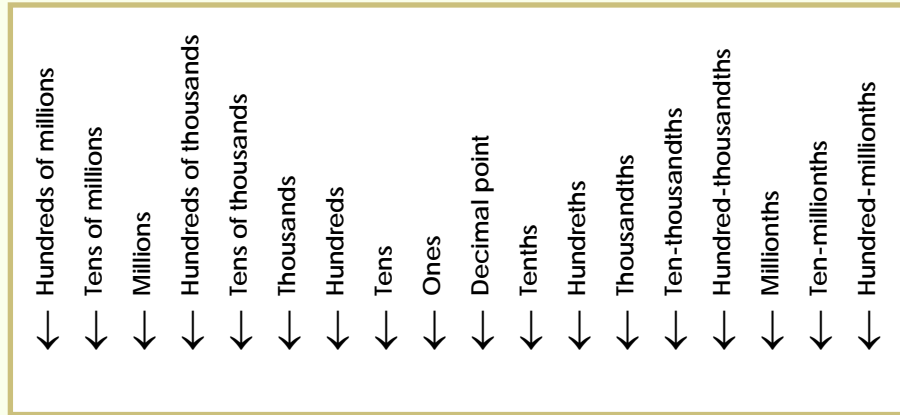 Hundreds of millions
Tens of millions
Millions
Hundreds of thousands
Tens of thousands
Thousands
Hundreds
Tens
Ones
Decimal point
Tenths
Hundreths
Thousandths
Ten-thousandths
Hundred-thousandths
Millionths
Ten-millionths
Hundred-millionths